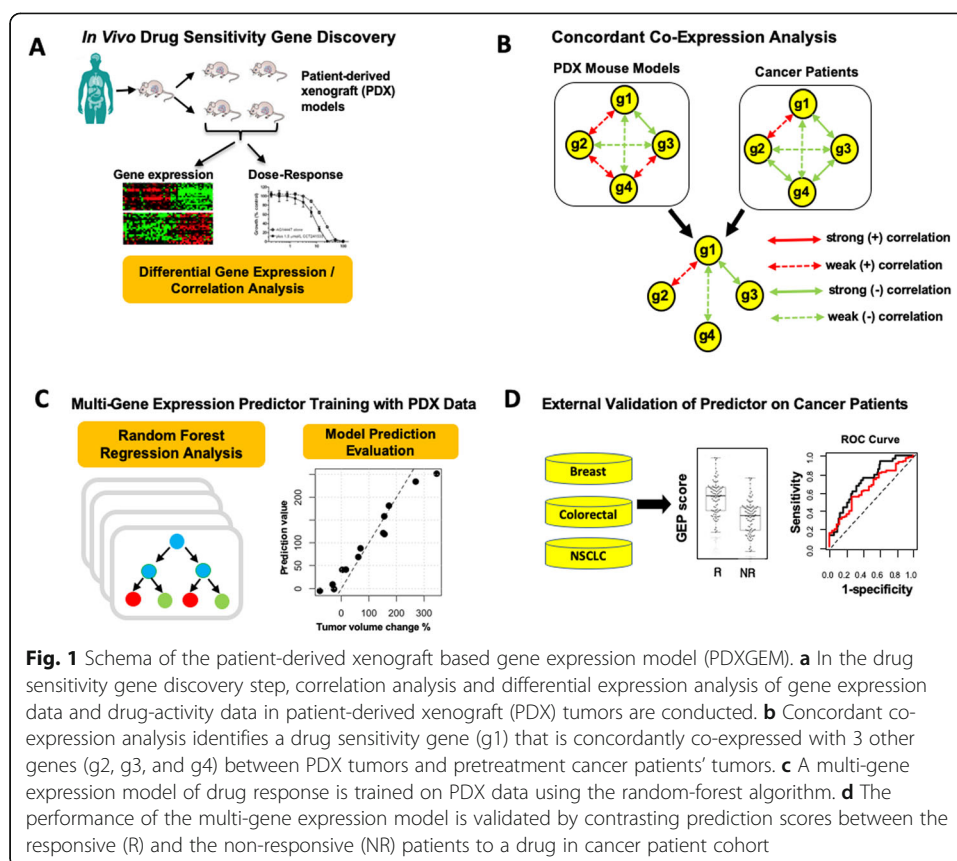 A
In Vivo Drug Sensitivity Gene Discovery
Patient-derived
xenograft (PDX)
models
Gene expression
Dose-Response
Differential Gene Expression /
Correlation Analysis
B
Concordant Co-Expression Analysis
PDX Mouse Models
Cancer Patients
g1
g2
g3
g4
g1
g2
g3
g4
g1
g2
g3
g4
strong (+) correlation
weak (+) correlation
strong (-) correlation
weak (-) correlation
C
Multi-Gene Expression Predictor Training with PDX Data
Random Forest
Regression Analysis
Model Prediction
Evaluation
Prediction value
0 50 100 200
0 100 200 300
Tumor volume change %
D
External Validation of Predictor on Cancer Patients
Breast
Colorectal
NSCLC
GEP score
R NR
ROC Curve
Sensitivity
0.0 0.2 0.4 0.6 0.8 1.0
0.0 0.2 0.4 0.6 0.8 1.0
1-specificity
Fig. 1 Schema of the patient-derived xenograft based gene expression model (PDXGEM). a In the drug
sensitivity gene discovery step, correlation analysis and differential expression analysis of gene expression
data and drug-activity data in patient-derived xenograft (PDX) tumors are conducted. b Concordant co-
expression analysis identifies a drug sensitivity gene (g1) that is concordantly co-expressed with 3 other
genes (g2, g3, and g4) between PDX tumors and pretreatment cancer patients' tumors. c A multi-gene
expression model of drug response is trained on PDX data using the random-forest algorithm. d The
performance of the multi-gene expression model is validated by contrasting prediction scores between the
responsive (R) and the non-responsive (NR) patients to a drug in cancer patient cohort